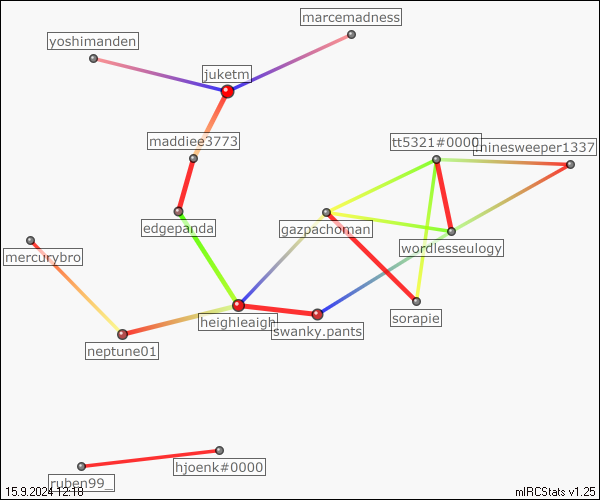 marcemadness
yoshimanden
juketm
maddiee3773
tt5321#0000
minesweeper1337
edgepanda
gazpachoman
wordlesseulogy
mercurybro
heighleaigh
sorapie
swanky.pants
neptune01
hjoenk#0000
ruben99_
15.9.2024 12:18
mIRCStats v1.25